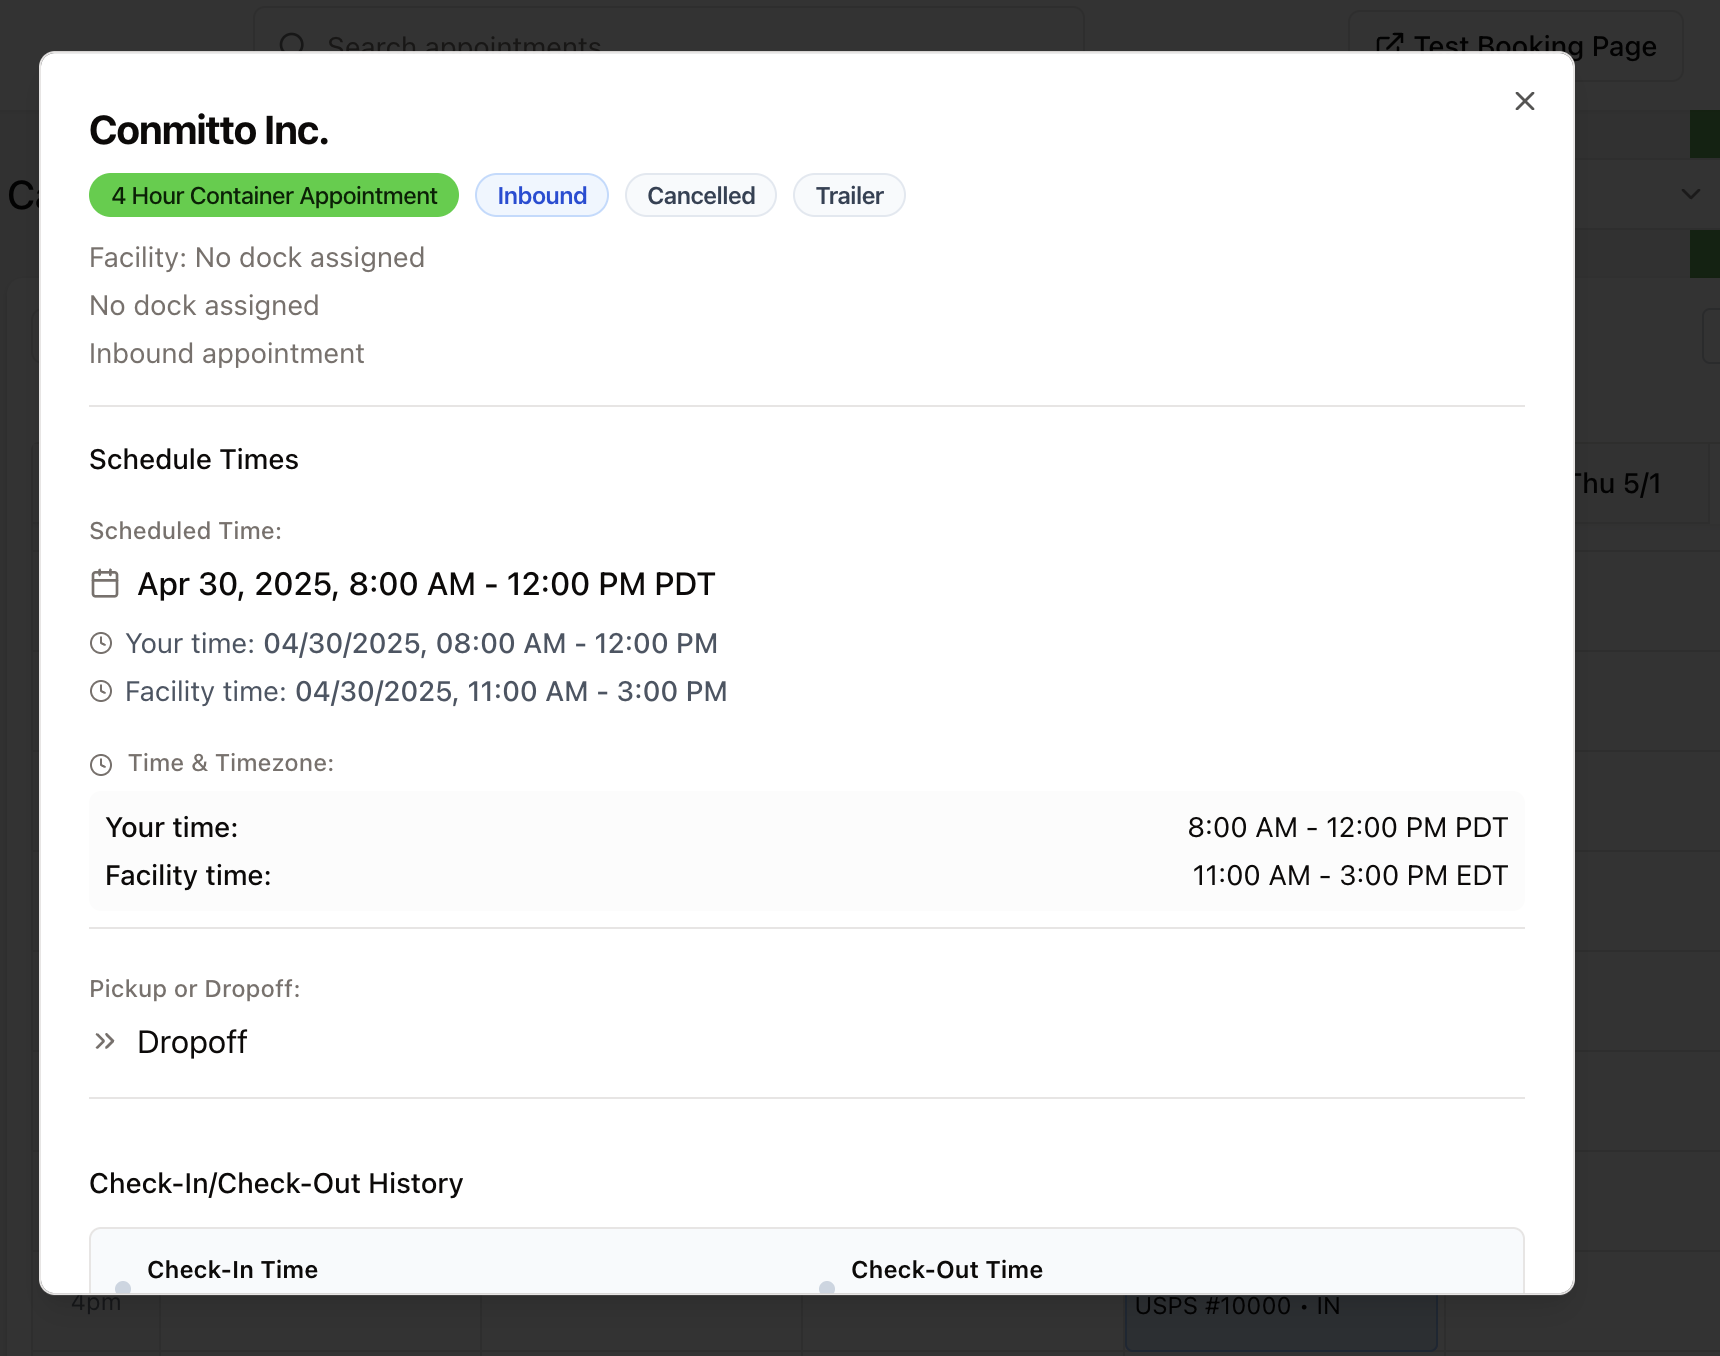 Search appointments
Test Booking Page
Conmitto Inc.
4 Hour Container Appointment
Inbound
Cancelled
Trailer
Facility: No dock assigned
No dock assigned
Inbound appointment
Schedule Times
Thu 5/1
Scheduled Time:
Apr 30, 2025, 8:00 AM - 12:00 PM PDT
Your time: 04/30/2025, 08:00 AM - 12:00 PM
Facility time: 04/30/2025, 11:00 AM - 3:00 PM
Time & Timezone:
Your time: 8:00 AM - 12:00 PM PDT
Facility time: 11:00 AM - 3:00 PM EDT
Pickup or Dropoff:
Dropoff
Check-In/Check-Out History
Check-In Time
Check-Out Time
4pm
USPS #10000 • IN